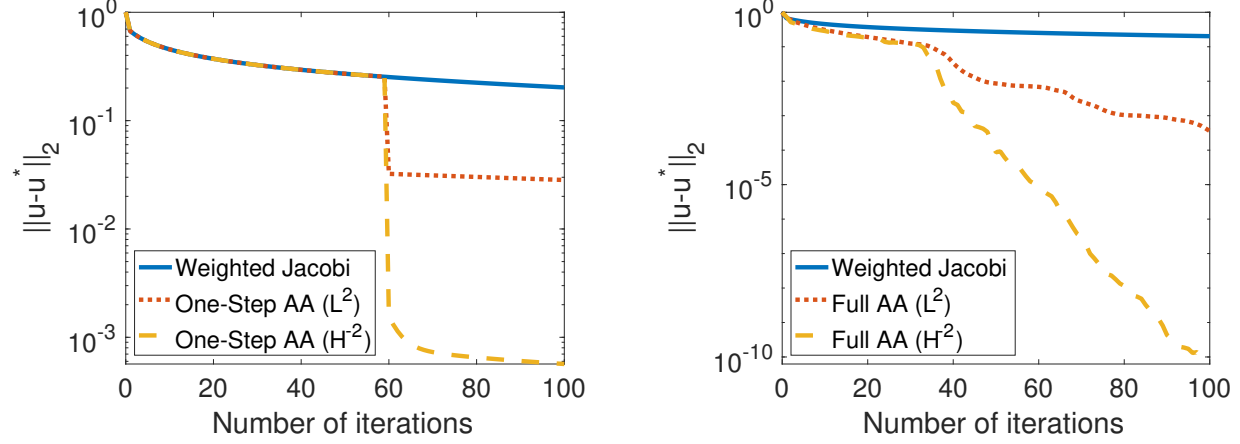 10^0
10^-1
10^-2
10^-3
0 20 40 60 80 100
||u-u^*||_2
Number of iterations
Weighted Jacobi
One-Step AA (L^2)
One-Step AA (H^-2)
10^0
10^-5
10^-10
0 20 40 60 80 100
||u-u^*||_2
Number of iterations
Weighted Jacobi
Full AA (L^2)
Full AA (H^-2)